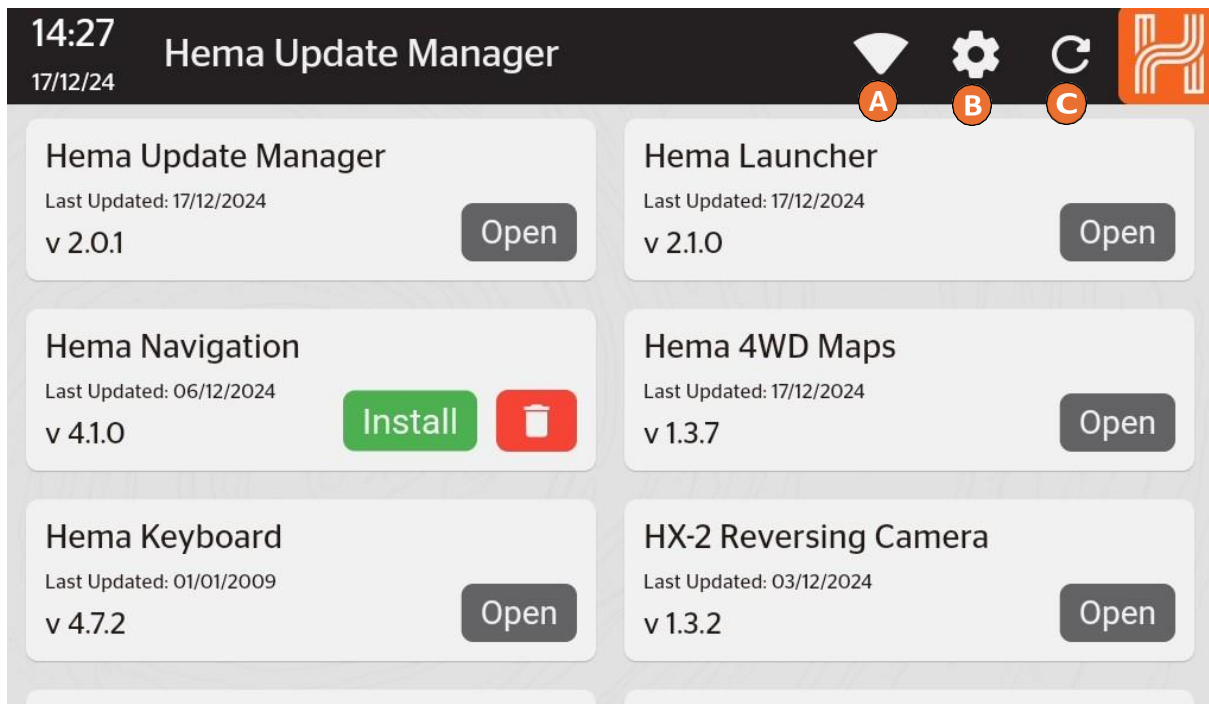 14:27
17/12/24
Hema Update Manager
A
B
C
Hema Update Manager
Last Updated: 17/12/2024
v 2.0.1
Open
Hema Launcher
Last Updated: 17/12/2024
v 2.1.0
Open
Hema Navigation
Last Updated: 06/12/2024
v 4.1.0
Install
Hema 4WD Maps
Last Updated: 17/12/2024
v 1.3.7
Open
Hema Keyboard
Last Updated: 01/01/2009
v 4.7.2
Open
HX-2 Reversing Camera
Last Updated: 03/12/2024
v 1.3.2
Open